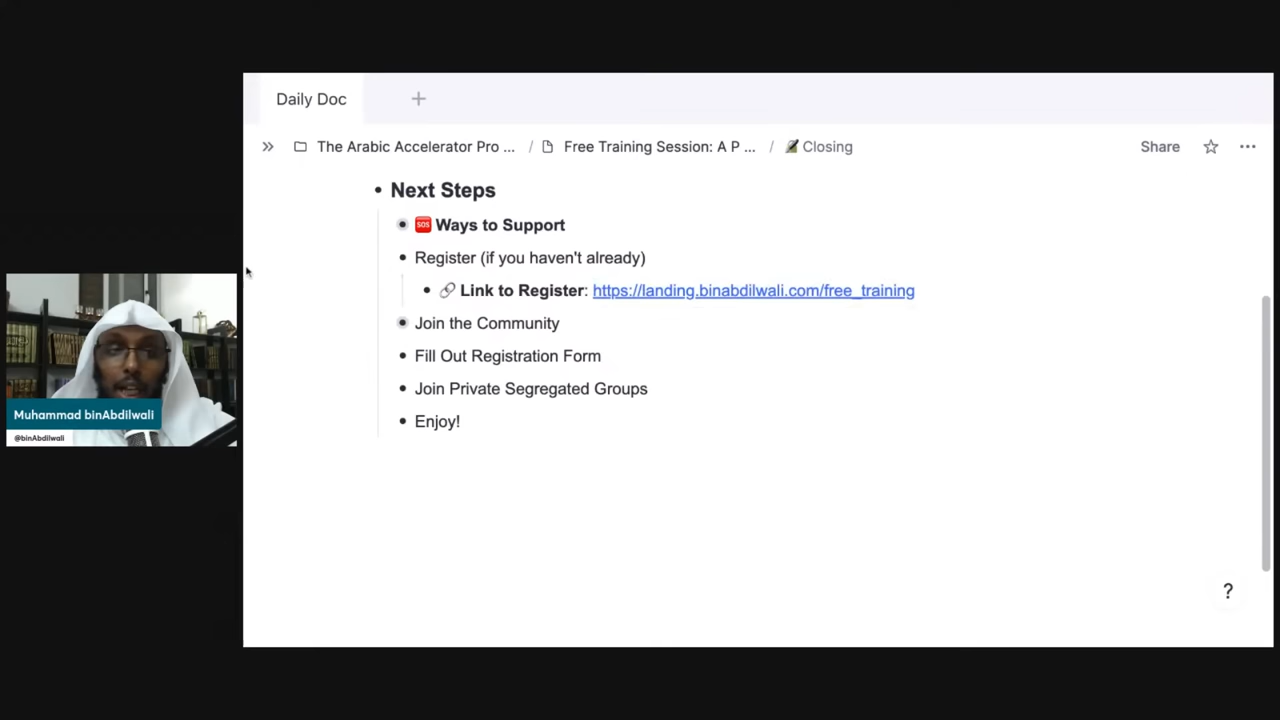 Daily Doc
The Arabic Accelerator Pro ... / Free Training Session: A P ... / Closing
Share
Next Steps
SOS Ways to Support
Register (if you haven't already)
Link to Register: https://landing.binabdilwali.com/free_training
Join the Community
Fill Out Registration Form
Join Private Segregated Groups
Enjoy!
Muhammad binAbdilwali
@binAbdilwali
?